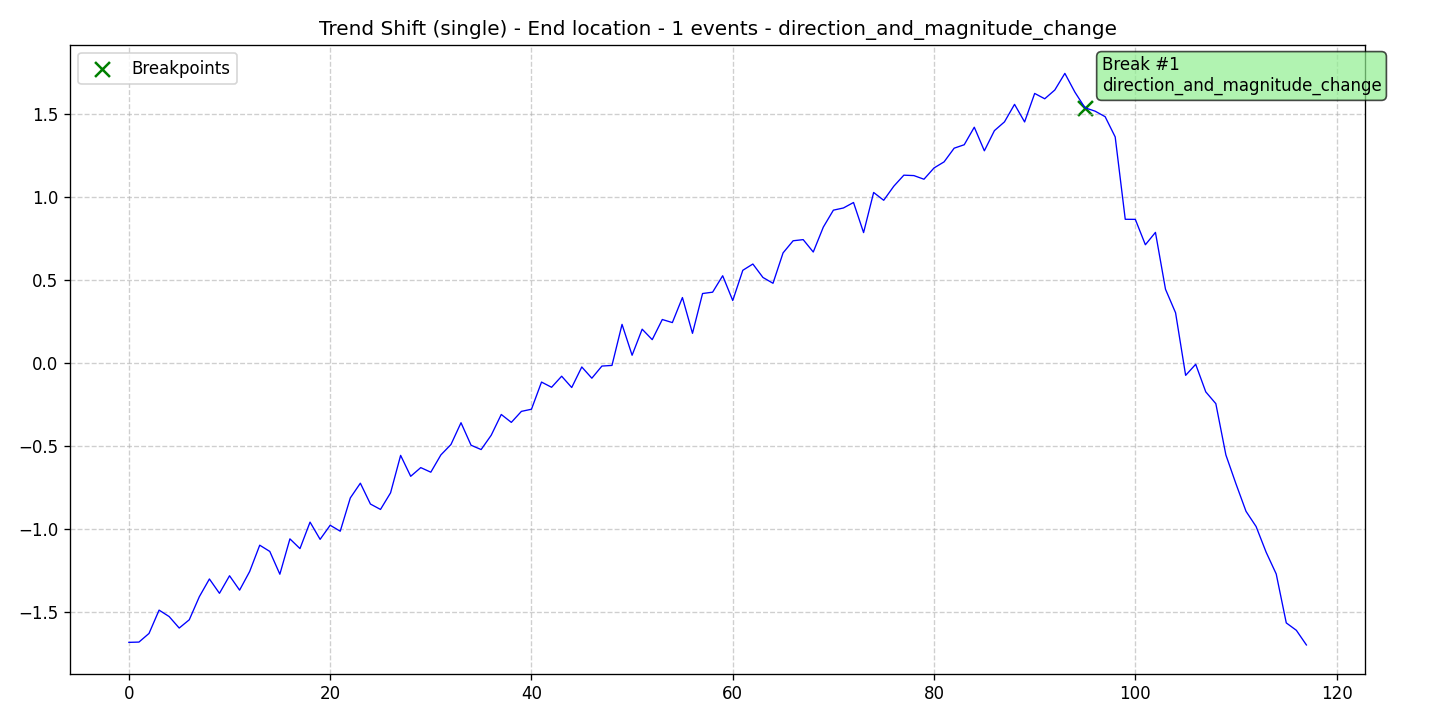 Trend Shift (single) - End location - 1 events - direction_and_magnitude_change
Breakpoints
Break #1
direction_and_magnitude_change
1.5
1.0
0.5
0.0
−0.5
−1.0
−1.5
0 20 40 60 80 100 120